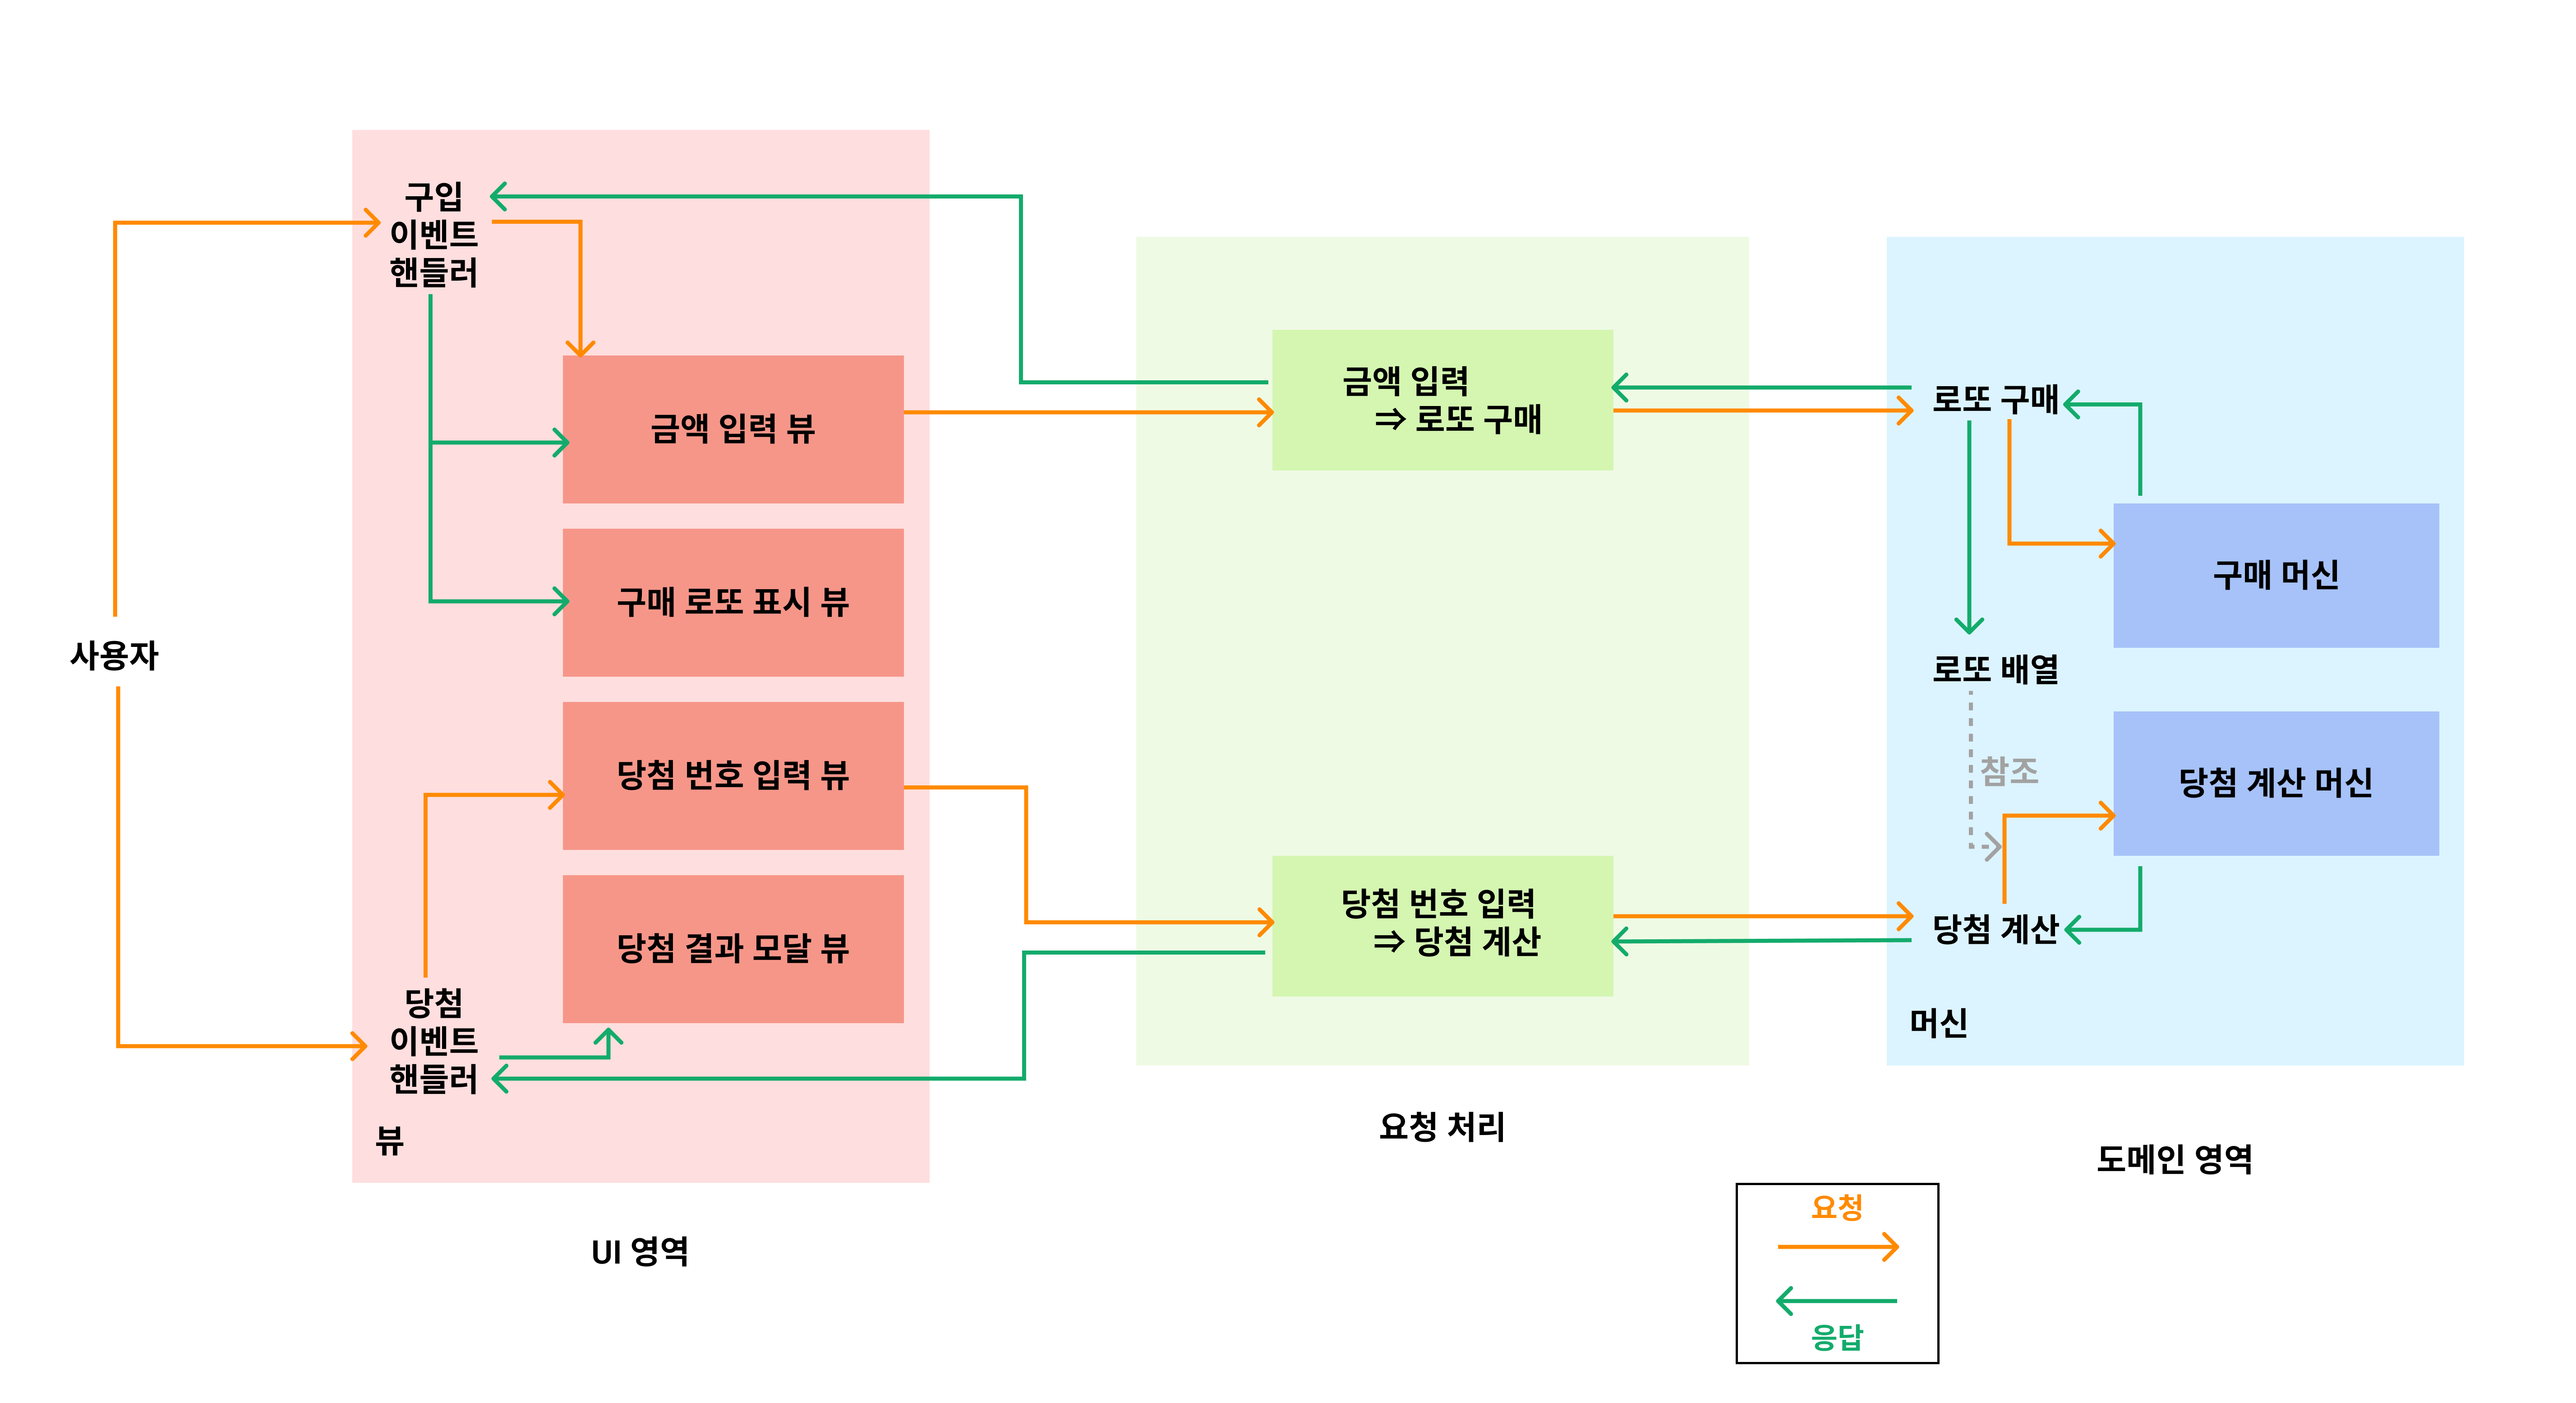 사용자
구입
이벤트
핸들러
금액 입력 뷰
구매 로또 표시 뷰
당첨 번호 입력 뷰
당첨 결과 모달 뷰
당첨
이벤트
핸들러
뷰
UI 영역
금액 입력
⇒ 로또 구매
당첨 번호 입력
⇒ 당첨 계산
요청 처리
로또 구매
구매 머신
로또 배열
참조
당첨 계산 머신
당첨 계산
머신
도메인 영역
요청
응답